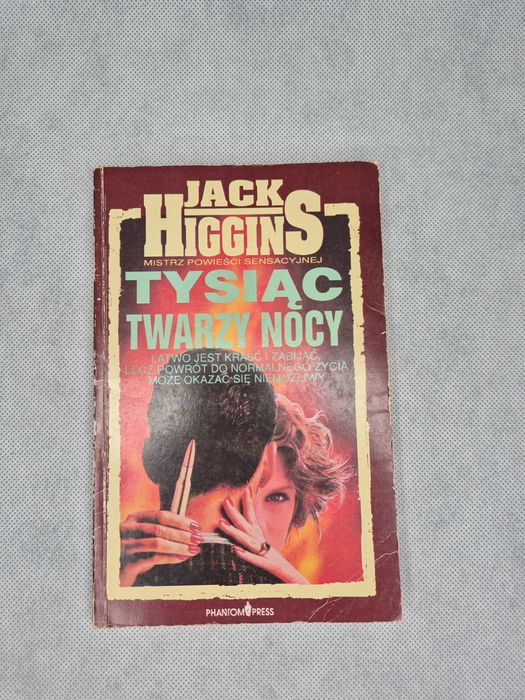 JACK
HIGGINS
MISTRZ POWIEŚCI SENSACYJNEJ
TYSIĄC
TWARZY NOCY
ŁATWO JEST KRAŚĆ I ZABIJAĆ,
LECZ POWRÓT DO NORMALNEGO ŻYCIA
MOŻE OKAZAĆ SIĘ NIEMOŻLIWY
PHANTOM PRESS